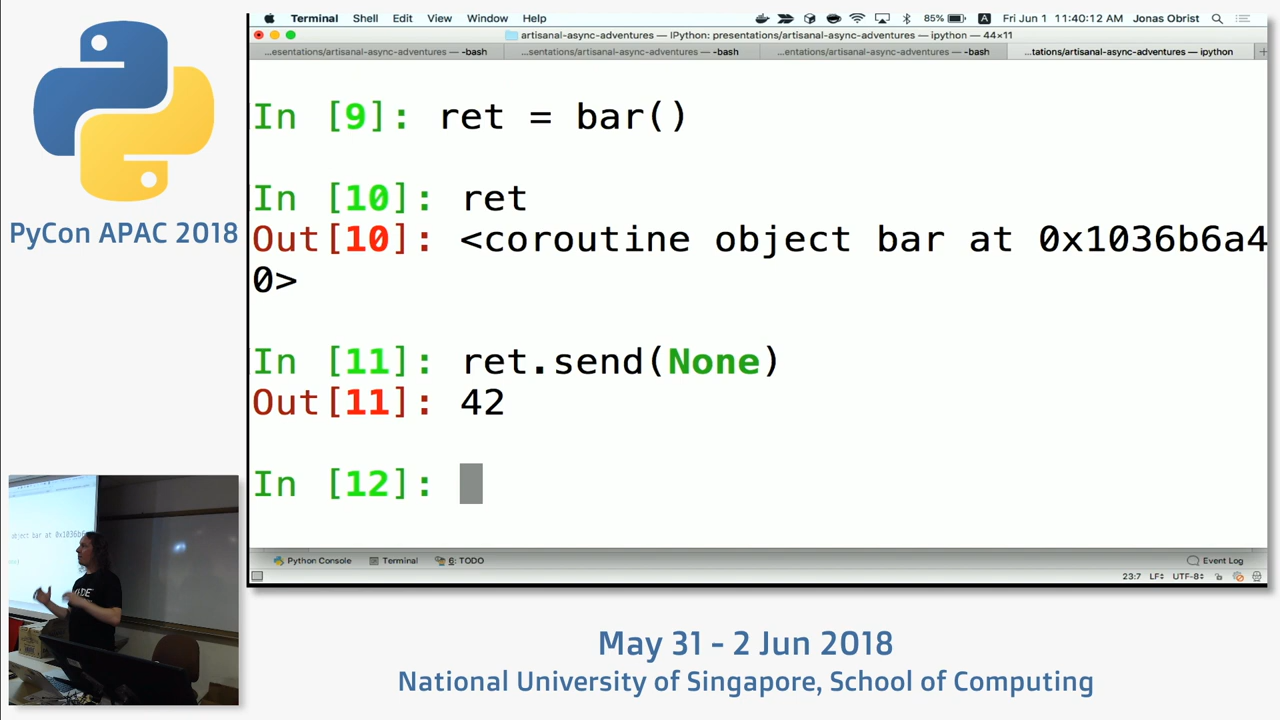 Terminal Shell Edit View Window Help 85% A Fri Jun 1 11:40:12 AM Jonas Obrist
artisanal-async-adventures — IPython: presentations/artisanal-async-adventures — ipython — 44×11
...esentations/artisanal-async-adventures — -bash ...sentations/artisanal-async-adventures — -bash ...entations/artisanal-async-adventures — -bash ...tations/artisanal-async-adventures — ipython +
In [9]: ret = bar()
In [10]: ret
Out[10]: <coroutine object bar at 0x1036b6a4
0>
In [11]: ret.send(None)
Out[11]: 42
In [12]:
Python Console Terminal 6: TODO Event Log
23:7 LF÷ UTF-8÷
PyCon APAC 2018
object bar at 0x1036b6
May 31 - 2 Jun 2018
National University of Singapore, School of Computing